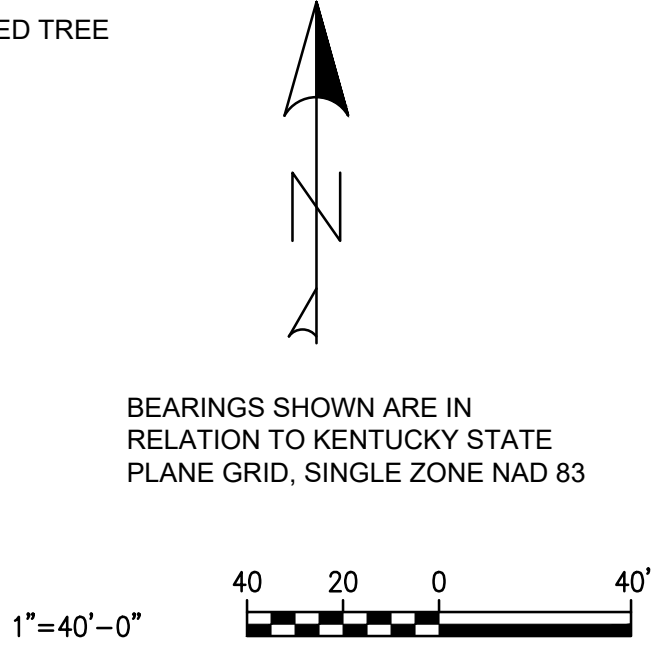 ED TREE
N
BEARINGS SHOWN ARE IN
RELATION TO KENTUCKY STATE
PLANE GRID, SINGLE ZONE NAD 83
40 20 0 40'
1"=40'-0"